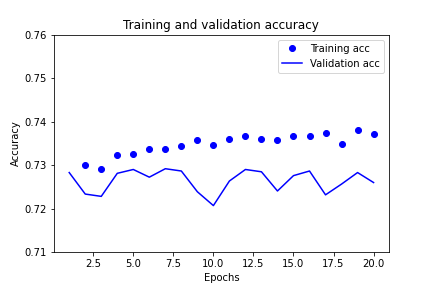 Training and validation accuracy
0.76
0.75
0.74
0.73
0.72
0.71
Accuracy
Training acc
Validation acc
2.5 5.0 7.5 10.0 12.5 15.0 17.5 20.0
Epochs